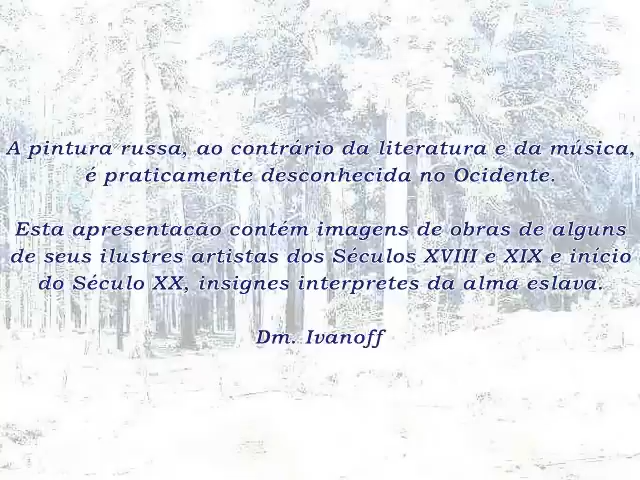 A pintura russa, ao contrário da literatura e da música,
é praticamente desconhecida no Ocidente.
Esta apresentacão contém imagens de obras de alguns
de seus ilustres artistas dos Séculos XVIII e XIX e início
do Século XX, insignes interpretes da alma eslava.
Dm. Ivanoff